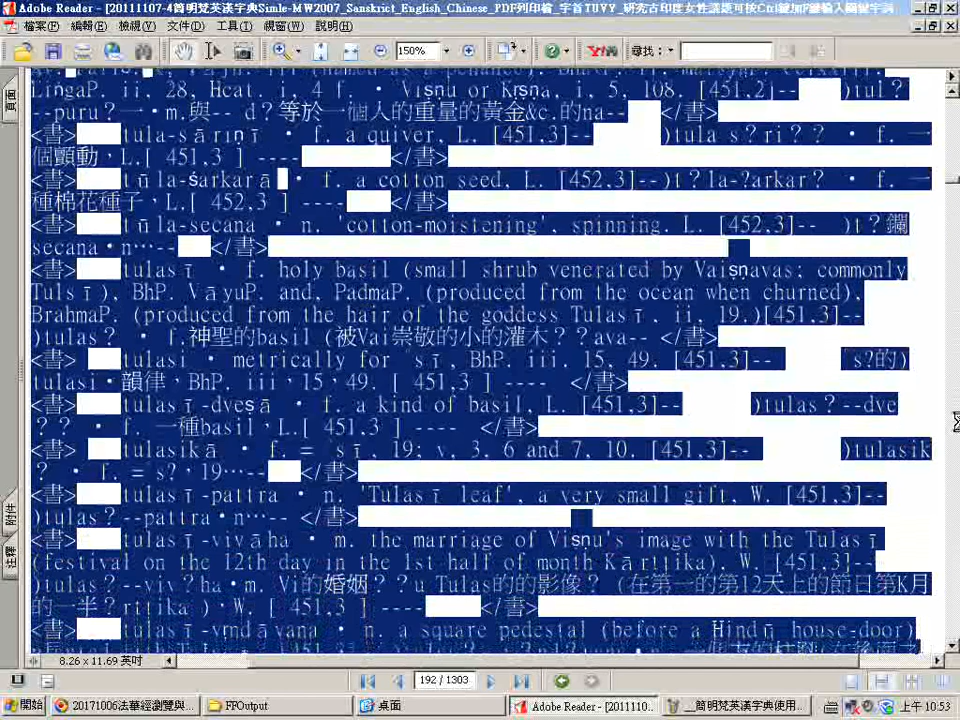 Adobe Reader - [20111107-4簡明梵英漢字典Simle-MW2007_Sanskrict_English_Chinese_PDF列印檔_字首TUVY_研究古印度女性議題可按Ctrl鍵加F鍵輸入關鍵字詞
檔案(F) 編輯(E) 檢視(V) 文件(D) 工具(T) 視窗(W) 說明(H)
150% 尋找：
頁面
LingaP. ii, 28, Hcat. i, 4 f. · Viṣṇu or Kṛṣṇa, i, 5, 108. [451,2]-- )tul?
--puru？一·m.與-- d？等於一個人的重量的黃金&c.的na-- </書>
<書> tula-sāriṇī · f. a quiver, L. [451,3]-- )tula s？ri？？ · f. 一
個顫動，L.[ 451,3 ] ---- </書>
<書> tūla-śarkarā · f. a cotton seed, L. [452,3]--)t？la-?arkar？ · f. 一
種棉花種子，L.[ 452,3 ] ---- </書>
<書> tūla-secana · n. 'cotton-moistening', spinning. L. [452,3]-- )t？鑭
secana·n…-- </書>
<書> tulasī · f. holy basil (small shrub venerated by Vaiṣṇavas; commonly
Tulsī), BhP. VāyuP. and, PadmaP. (produced from the ocean when churned),
BrahmaP. (produced from the hair of the goddess Tulasī, ii, 19.)[451,3]--
)tulas？ · f.神聖的basil (被Vai崇敬的小的灌木？？ava-- </書>
<書> tulasi · metrically for °sī, BhP. iii. 15, 49. [451,3]-- °s?的)
tulasi·韻律，BhP. iii，15，49. [ 451,3 ] ---- </書>
<書> tulasī-dveṣā · f. a kind of basil, L. [451,3]-- )tulas？--dve
？？ · f. 一種basil，L.[ 451,3 ] ---- </書>
<書> tulasikā · f. = °sī, 19; v, 3. 6 and 7, 10. [451,3]-- )tulasik
？ · f. = s?，19…-- </書>
<書> tulasī-pattra · n. 'Tulasī leaf', a very small gift, W. [451,3]--
)tulas？--pattra·n…-- </書>
<書> tulasī-vivāha · m. the marriage of Viṣṇu's image with the Tulasī
(festival on the 12th day in the 1st half of month Kārttika). W. [451,3]--
)tulas？--viv？ha·m. Vi的婚姻？？u Tulas的的影像？ (在第一的第12天上的節日第K月
的一半？rttika )，W. [ 451,3 ] ---- </書>
<書> tulasī-vṛndāvana · n. a square pedestal (before a Hindū house-door)
附件
注釋
8.26 x 11.69 英吋
192 / 1303
開始 20171006法華經瀏覽與... FFOutput 桌面 Adobe Reader - [2011110... __簡明梵英漢字典使用... 上午 10:53